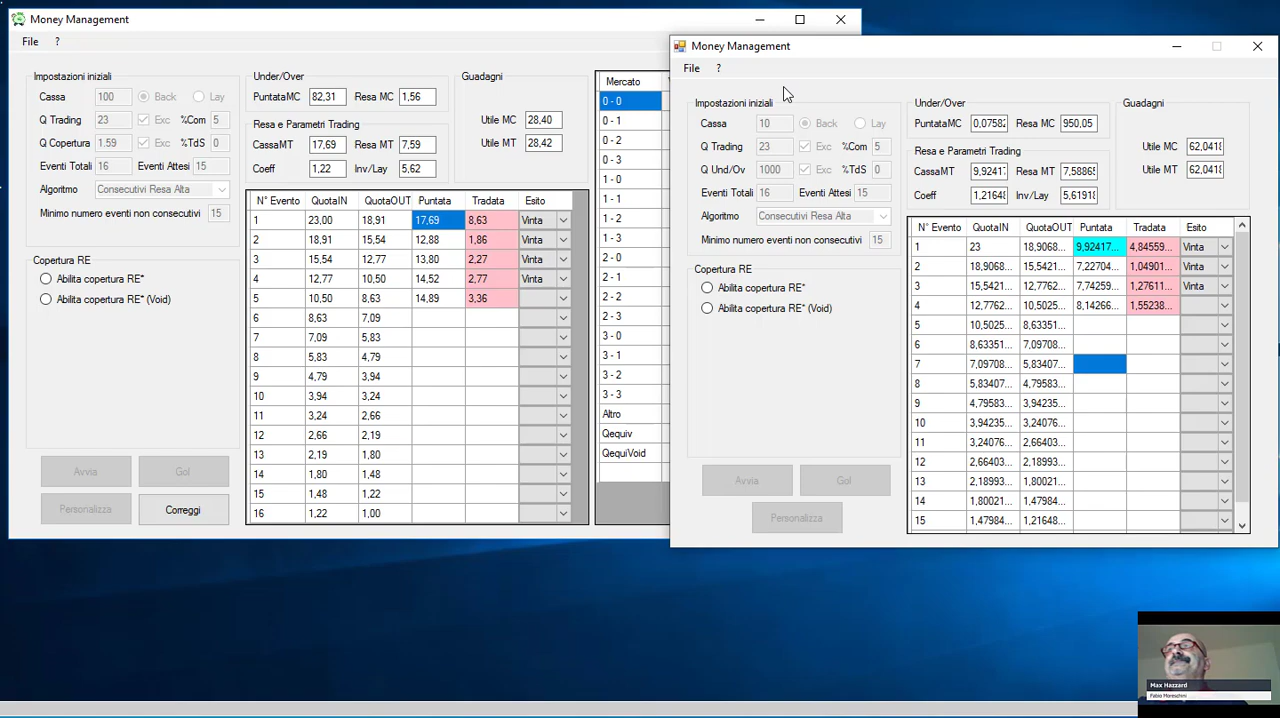 Money Management
File ?
Impostazioni iniziali
Cassa 100 Back Lay
Q Trading 23 Exc %Com 5
Q Copertura 1.59 Exc %TdS 0
Eventi Totali 16 Eventi Attesi 15
Algoritmo Consecutivi Resa Alta
Minimo numero eventi non consecutivi 15
Copertura RE
Abilita copertura RE*
Abilita copertura RE* (Void)
Avvia Gol
Personalizza Correggi
Under/Over
PuntataMC 82,31 Resa MC 1,56
Resa e Parametri Trading
CassaMT 17,69 Resa MT 7,59
Coeff 1,22 Inv/Lay 5,62
Guadagni
Utile MC 28,40
Utile MT 28.42
N° Evento QuotaIN QuotaOUT Puntata Tradata Esito
1 23,00 18,91 17,69 8,63 Vinta
2 18,91 15,54 12,88 1,86 Vinta
3 15,54 12,77 13,80 2,27 Vinta
4 12,77 10,50 14,52 2,77 Vinta
5 10,50 8,63 14,89 3,36
6 8,63 7,09
7 7,09 5,83
8 5,83 4,79
9 4,79 3,94
10 3,94 3,24
11 3,24 2,66
12 2,66 2,19
13 2,19 1,80
14 1,80 1,48
15 1,48 1,22
16 1,22 1,00
Mercato
0 - 0
0 - 1
0 - 2
0 - 3
1 - 0
1 - 1
1 - 2
1 - 3
2 - 0
2 - 1
2 - 2
2 - 3
3 - 0
3 - 1
3 - 2
3 - 3
Altro
Qequiv
QequiVoid
Money Management
File ?
Impostazioni iniziali
Cassa 10 Back Lay
Q Trading 23 Exc %Com 5
Q Und/Ov 1000 Exc %TdS 0
Eventi Totali 16 Eventi Attesi 15
Algoritmo Consecutivi Resa Alta
Minimo numero eventi non consecutivi 15
Copertura RE
Abilita copertura RE*
Abilita copertura RE* (Void)
Avvia Gol
Personalizza
Under/Over
PuntataMC 0,0758 Resa MC 950,05
Resa e Parametri Trading
CassaMT 9,9241 Resa MT 7,5886
Coeff 1,2164 Inv/Lay 5,6191
Guadagni
Utile MC 62,041
Utile MT 62,041
N° Evento QuotaIN QuotaOUT Puntata Tradata Esito
1 23 18,9068... 9,92417... 4,84559... Vinta
2 18,9068... 15,5421... 7,22704... 1,04901... Vinta
3 15,5421... 12,7762... 7,74259... 1,27611... Vinta
4 12,7762... 10,5025... 8,14266... 1,55238...
5 10,5025... 8,63351...
6 8,63351... 7,09708...
7 7,09708... 5,83407...
8 5,83407... 4,79583...
9 4,79583... 3,94235...
10 3,94235... 3,24076...
11 3,24076... 2,66403...
12 2,66403... 2,18993...
13 2,18993... 1,80021...
14 1,80021... 1,47984...
15 1,47984... 1,21648...
Max Hazzard
Fabio Moreschini